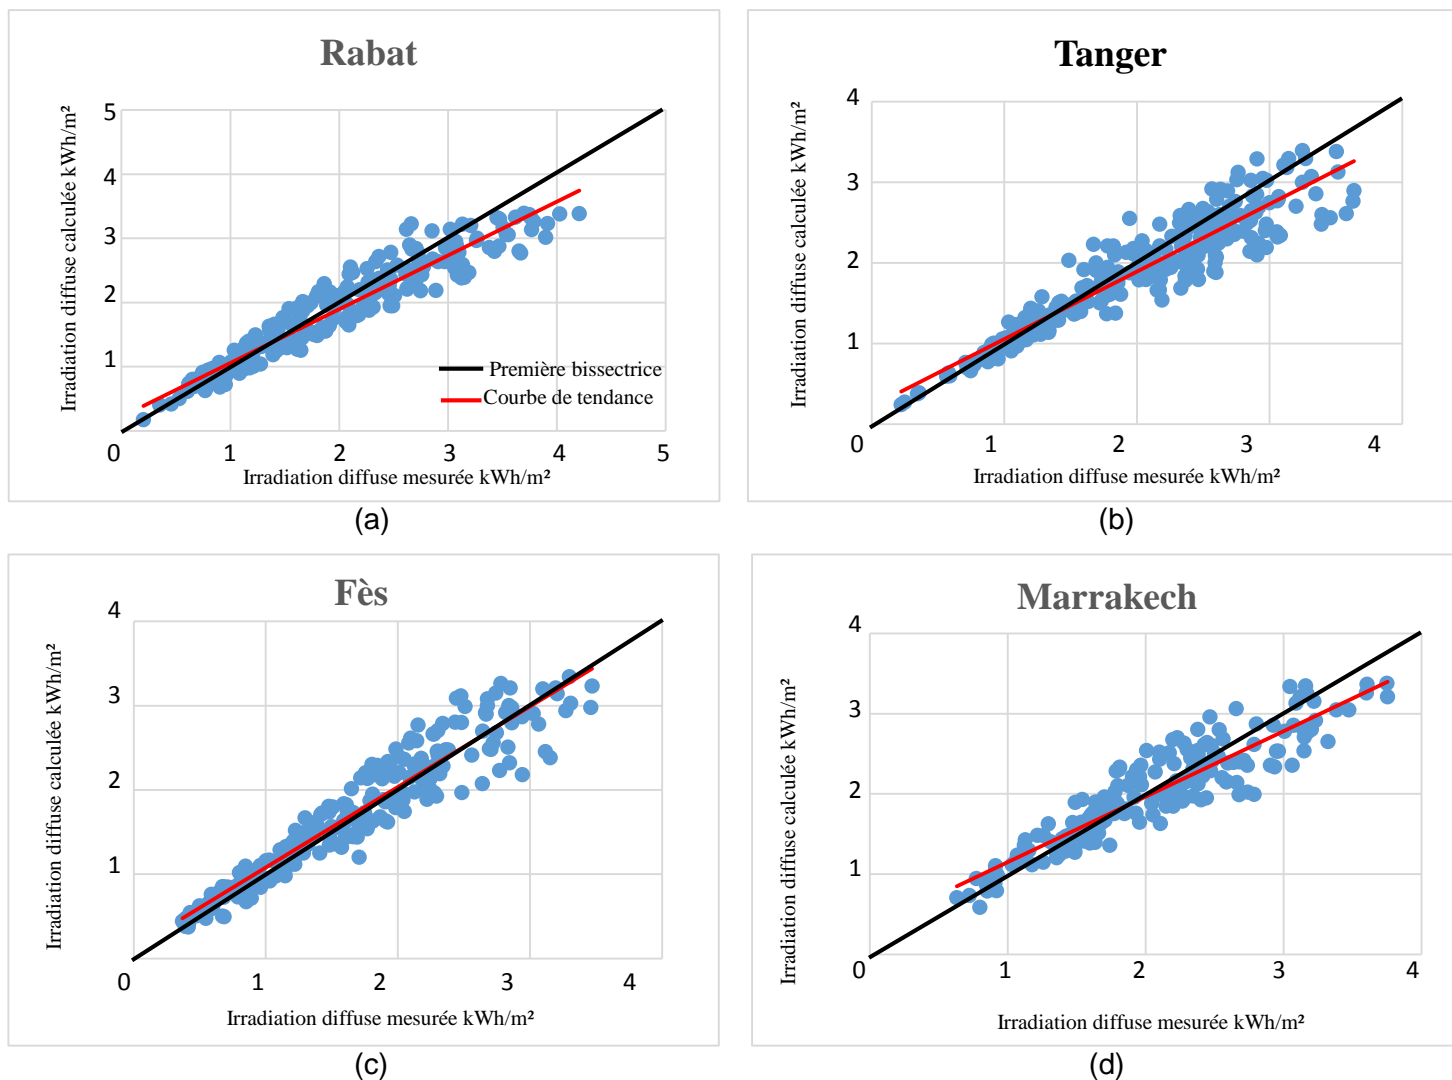 Rabat
Irradiation diffuse calculée kWh/m²
5
4
3
2
1
Première bissectrice
Courbe de tendance
0 1 2 3 4 5
Irradiation diffuse mesurée kWh/m²
(a)
Tanger
Irradiation diffuse calculée kWh/m²
4
3
2
1
0 1 2 3 4
Irradiation diffuse mesurée kWh/m²
(b)
Fès
Irradiation diffuse calculée kWh/m²
4
3
2
1
0 1 2 3 4
Irradiation diffuse mesurée kWh/m²
(c)
Marrakech
Irradiation diffuse calculée kWh/m²
4
3
2
1
0 1 2 3 4
Irradiation diffuse mesurée kWh/m²
(d)